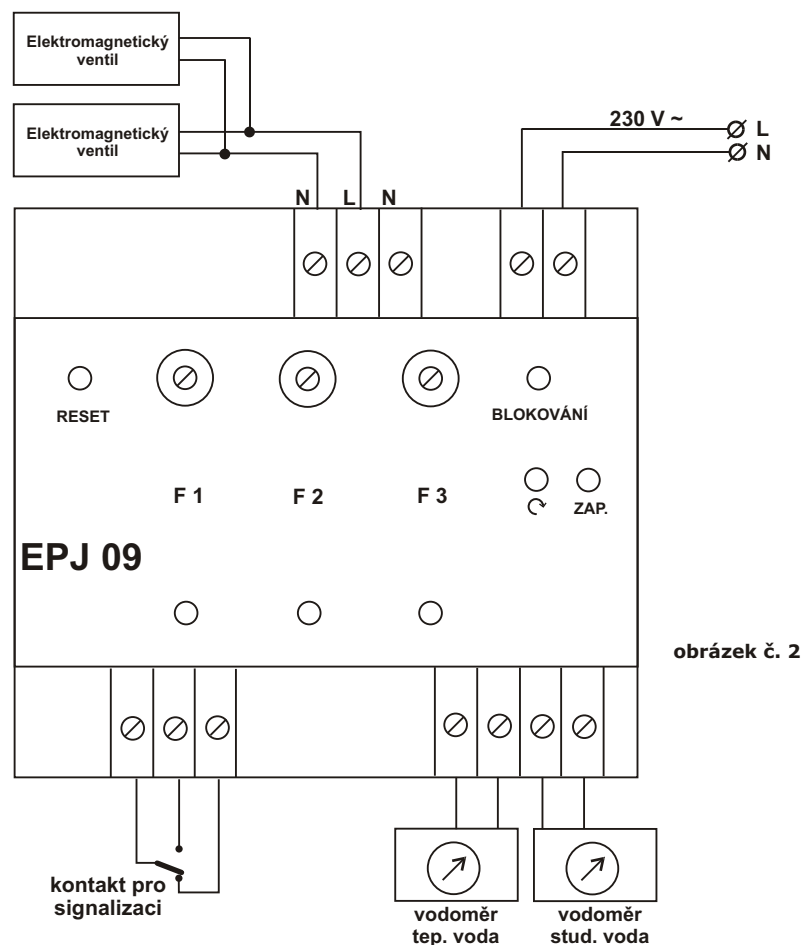 Elektromagnetický
ventil
Elektromagnetický
ventil
230 V ~
L
N
N L N
RESET
BLOKOVÁNÍ
F 1 F 2 F 3
ZAP.
EPJ 09
obrázek č. 2
kontakt pro
signalizaci
vodoměr
tep. voda
vodoměr
stud. voda